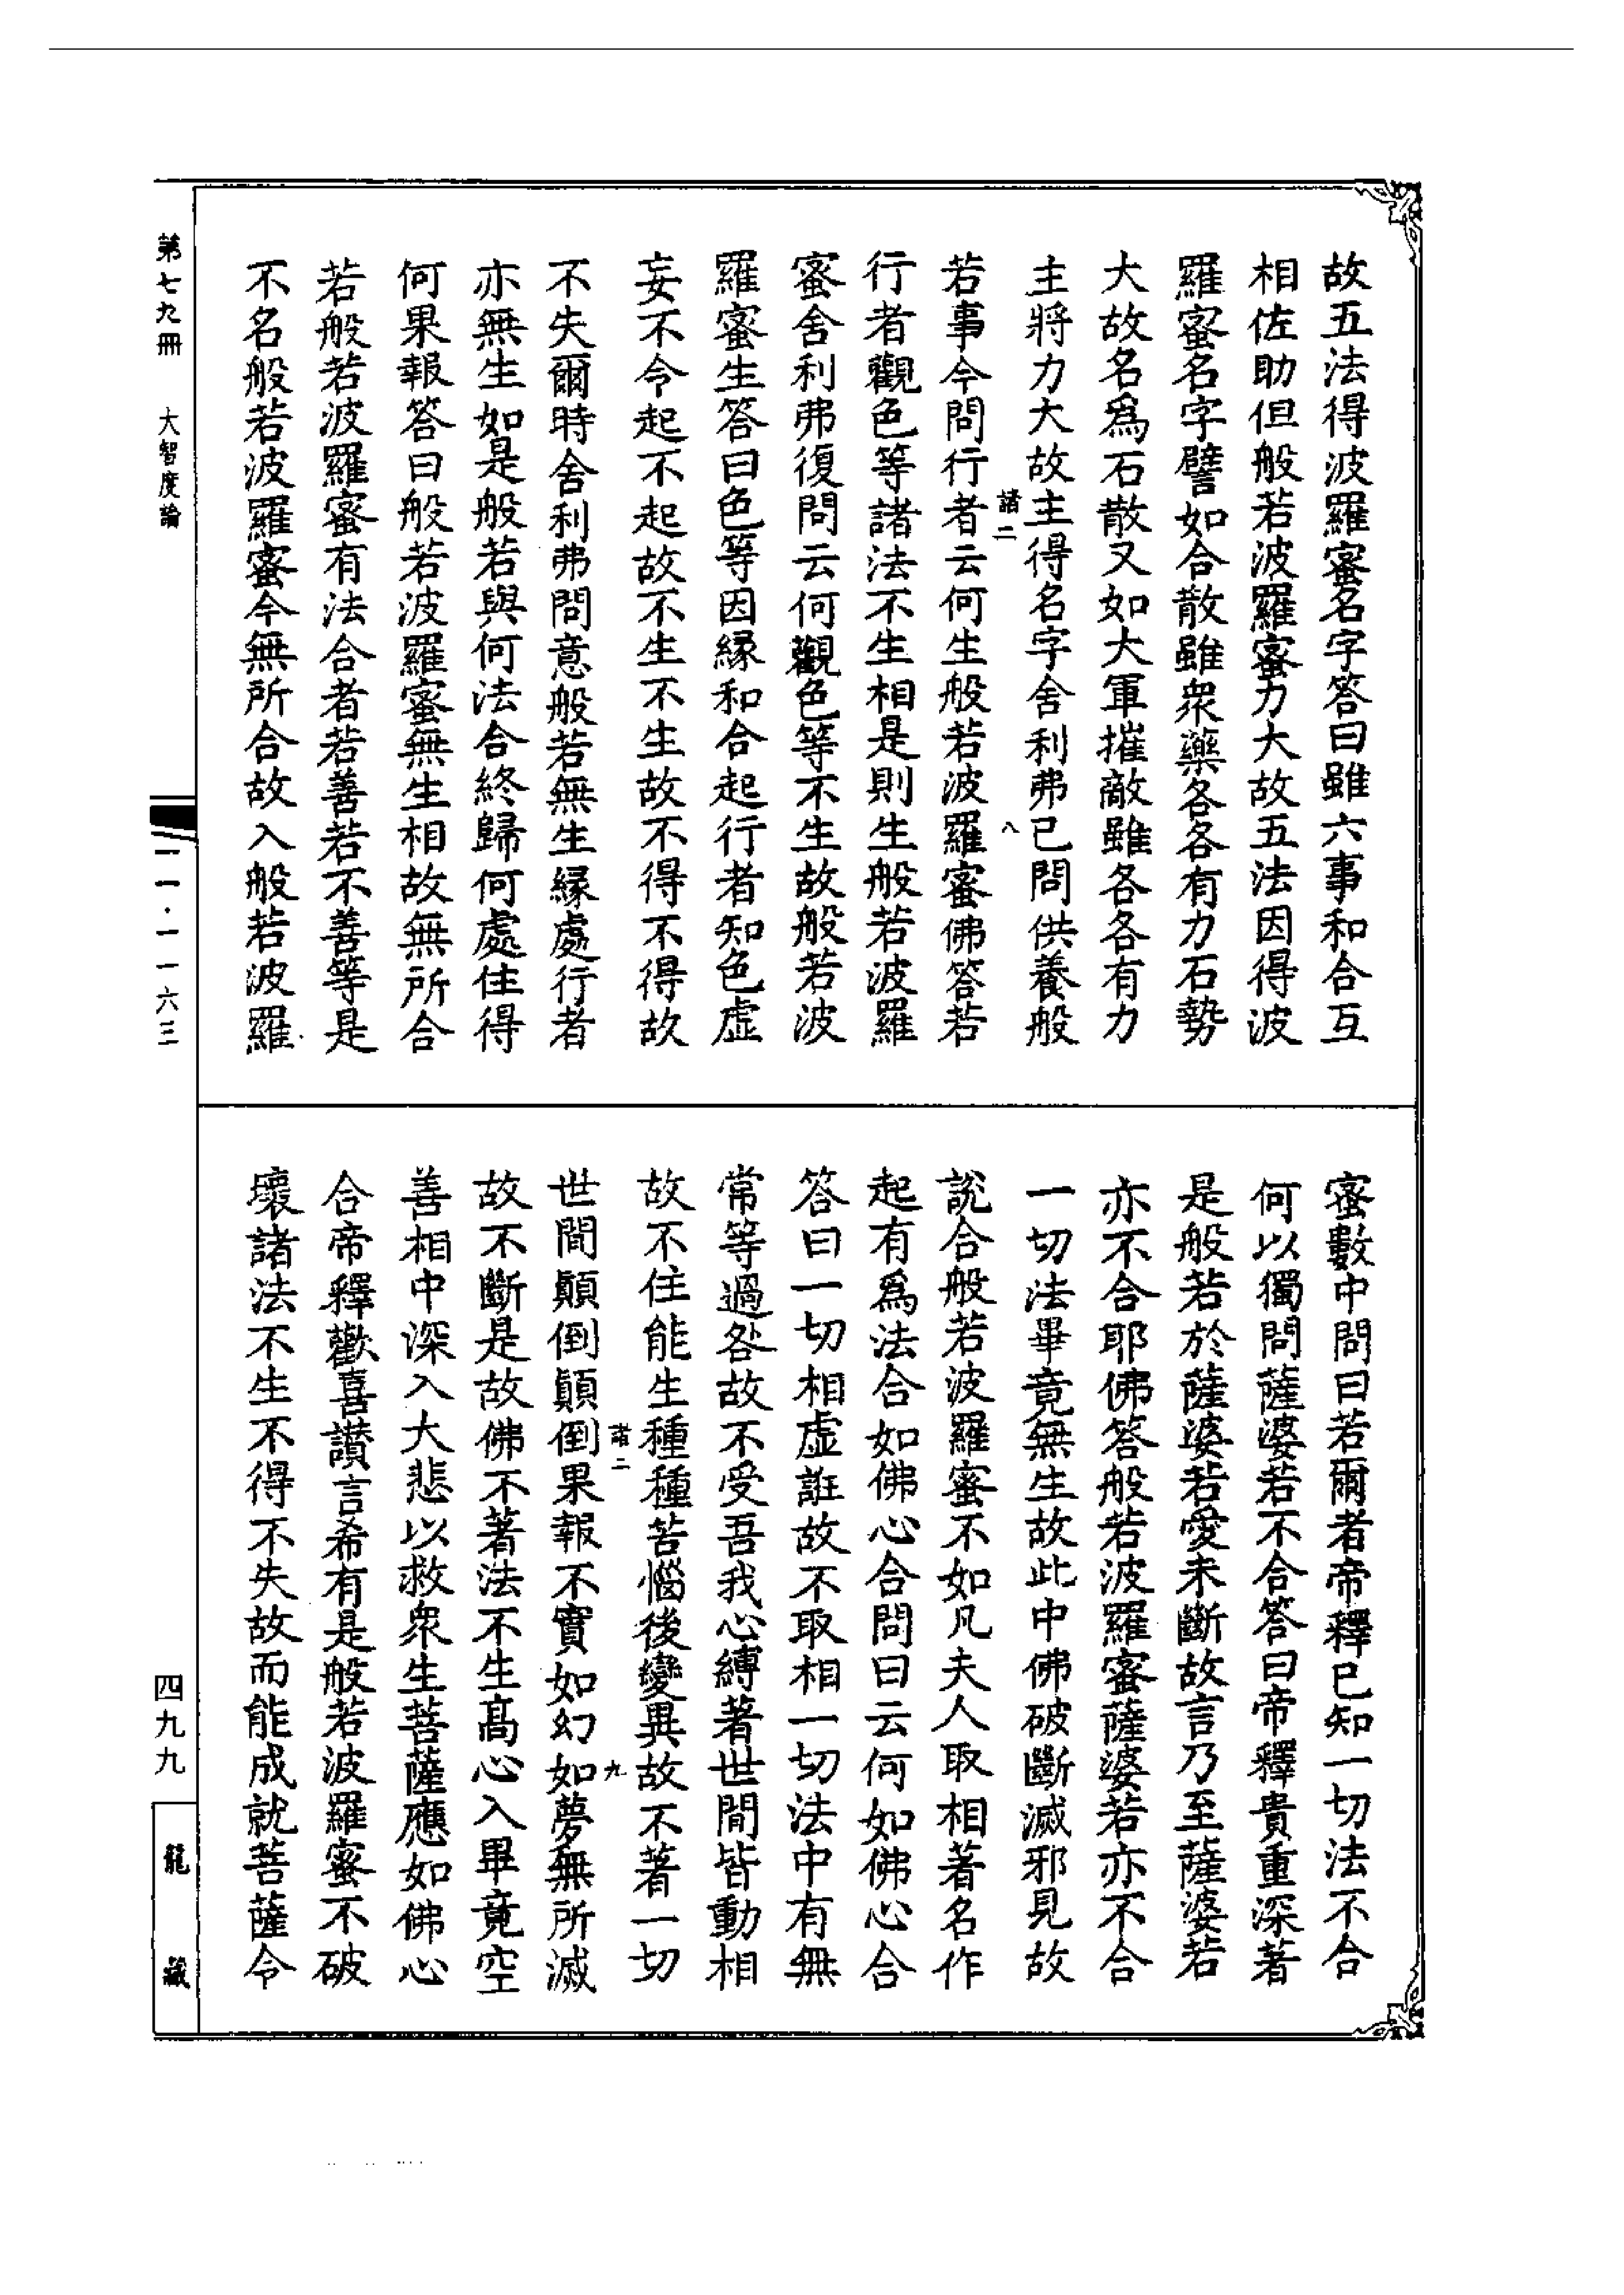 故五法得波羅蜜名字答曰雖六事和合互
相佐助但般若波羅蜜力大故五法因得波
羅蜜名字譬如合散雖衆藥各各有力石勢
大故名爲石散又如大軍摧敵雖各各有力
主將力大故主得名字舍利弗已問供養般
諸二 八
若事今問行者云何生般若波羅蜜佛答若
行者觀色等諸法不生相是則生般若波羅
蜜舍利弗復問云何觀色等不生故般若波
羅蜜生答曰色等因緣和合起行者知色虛
妄不令起不起故不生不生故不得不得故
不失爾時舍利弗問意般若無生緣處行者
亦無生如是般若與何法合終歸何處住得
何果報答曰般若波羅蜜無生相故無所合
若般若波羅蜜有法合者若善若不善等是
不名般若波羅蜜今無所合故入般若波羅
蜜數中問曰若爾者帝釋已知一切法不合
何以獨問薩婆若不合答曰帝釋貴重深著
是般若於薩婆若愛未斷故言乃至薩婆若
亦不合耶佛答般若波羅蜜薩婆若亦不合
一切法畢竟無生故此中佛破斷滅邪見故
說合般若波羅蜜不如凡夫人取相著名作
起有爲法合如佛心合問曰云何如佛心合
答曰一切相虛誑故不取相一切法中有無
常等過咎故不受吾我心縛著世間皆動相
故不住能生種種苦惱後變異故不著一切
諸二 九
世間顛倒顛倒果報不實如幻如夢無所滅
故不斷是故佛不著法不生高心入畢竟空
善相中深入大悲以救衆生菩薩應如佛心
合帝釋歡喜讃言希有是般若波羅蜜不破
壞諸法不生不得不失故而能成就菩薩令
第七九冊 大智度論
一一·一一六三
四九九
龍藏